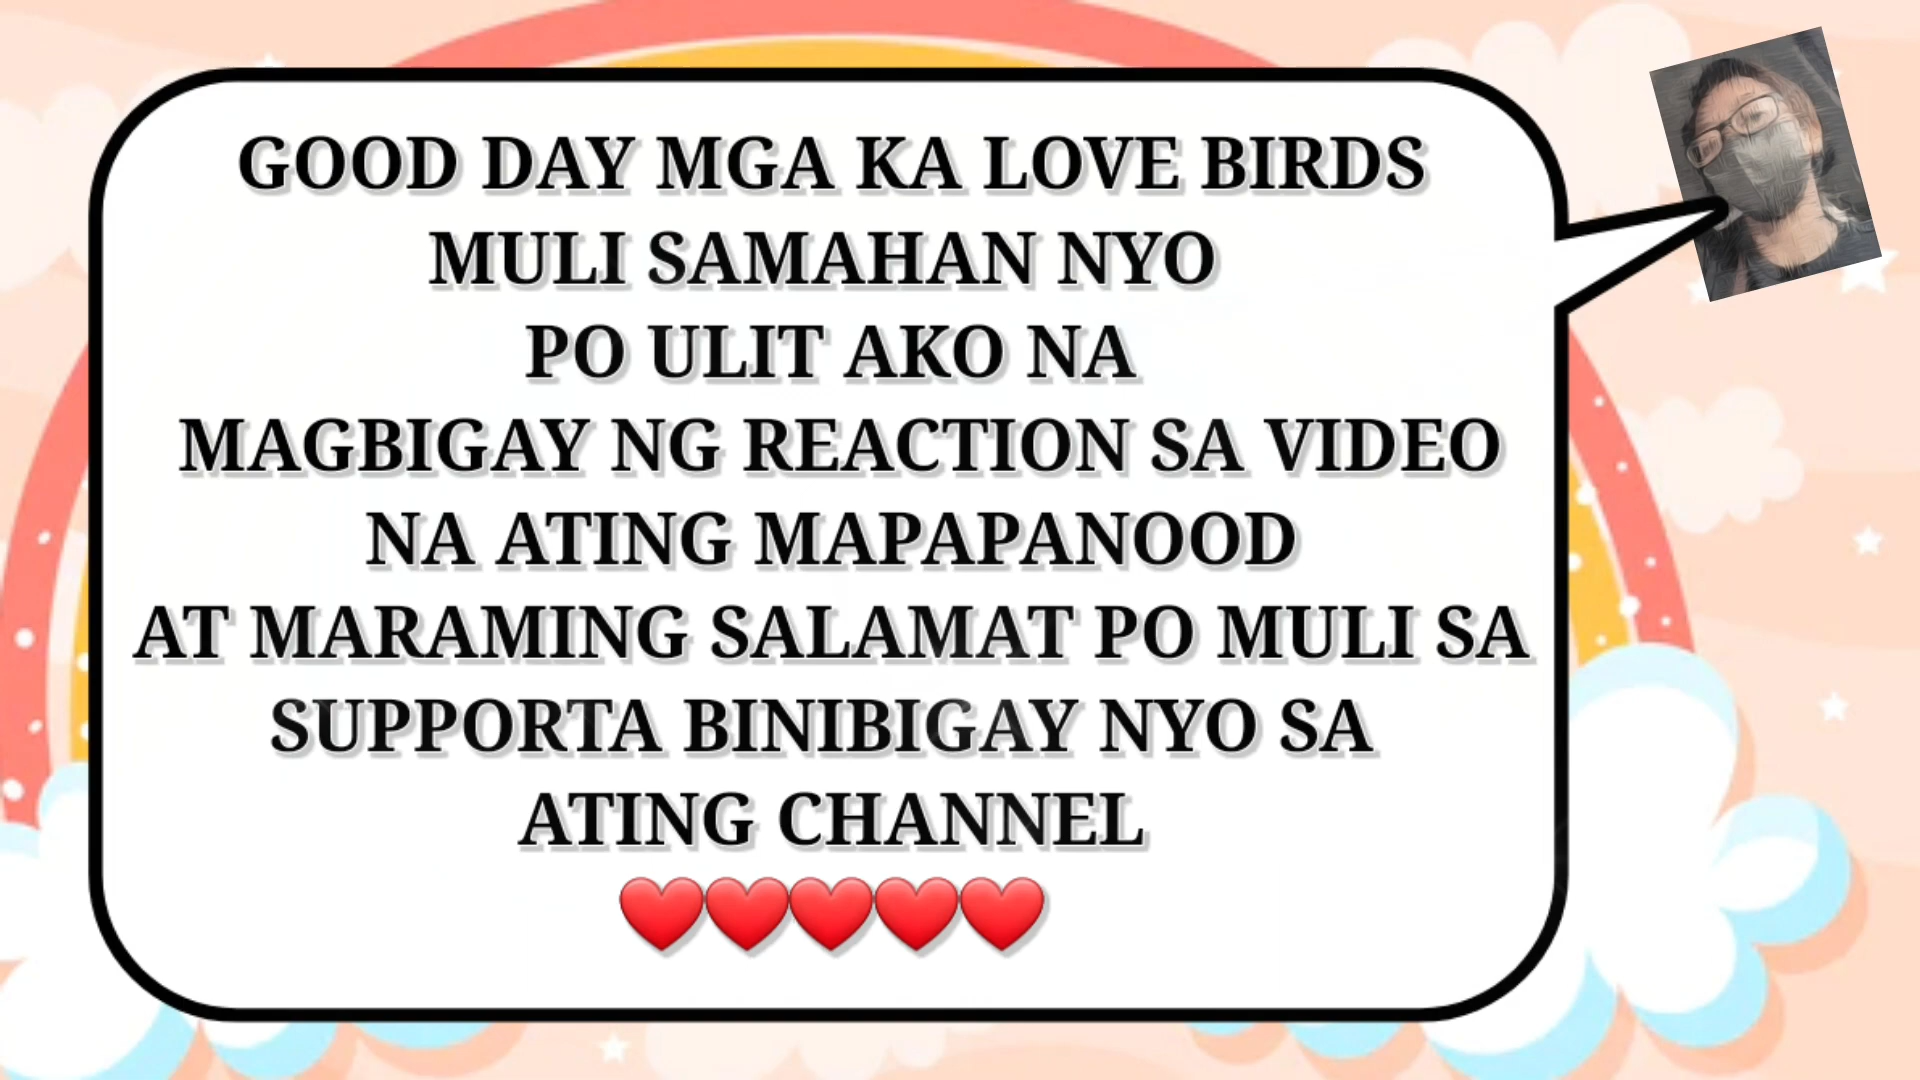 GOOD DAY MGA KA LOVE BIRDS
MULI SAMAHAN NYO
PO ULIT AKO NA
MAGBIGAY NG REACTION SA VIDEO
NA ATING MAPAPANOOD
AT MARAMING SALAMAT PO MULI SA
SUPPORTA BINIBIGAY NYO SA
ATING CHANNEL
❤️❤️❤️❤️❤️